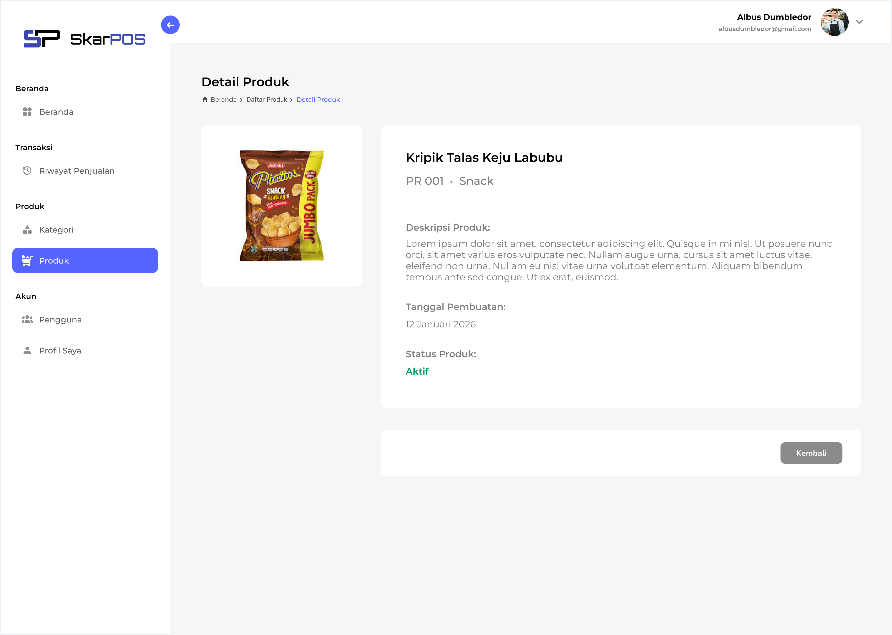 SP SkarPOS
Albus Dumbledor
albusdumbledor@gmail.com
Beranda
Beranda
Transaksi
Riwayat Penjualan
Produk
Kategori
Produk
Akun
Pengguna
Profil Saya
Detail Produk
Beranda > Daftar Produk > Detail Produk
SNACK
JUMBO PACK
Kripik Talas Keju Labubu
PR 001 • Snack
Deskripsi Produk:
Lorem ipsum dolor sit amet, consectetur adipiscing elit. Quisque in mi nisl. Ut posuere nunc
orci, sit amet varius eros vulputate nec. Nullam augue urna, cursus sit amet luctus vitae,
eleifend non urna. Nullam eu nisi vitae urna volutpat elementum. Aliquam bibendum
tempus ante sed congue. Ut ex erat, euismod.
Tanggal Pembuatan:
12 Januari 2026
Status Produk:
Aktif
Kembali